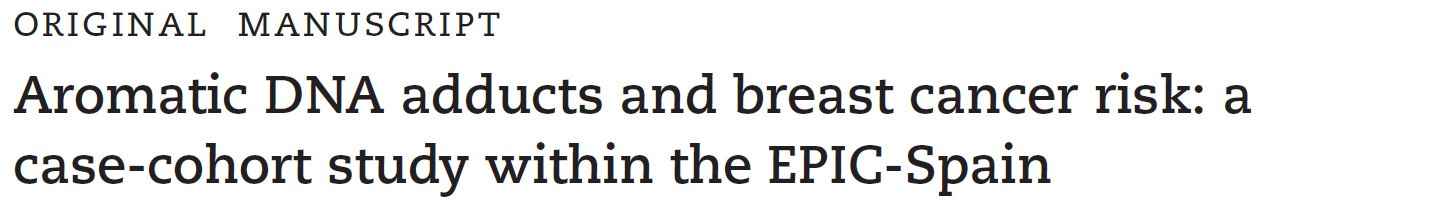 ORIGINAL MANUSCRIPT
Aromatic DNA adducts and breast cancer risk: a
case-cohort study within the EPIC-Spain